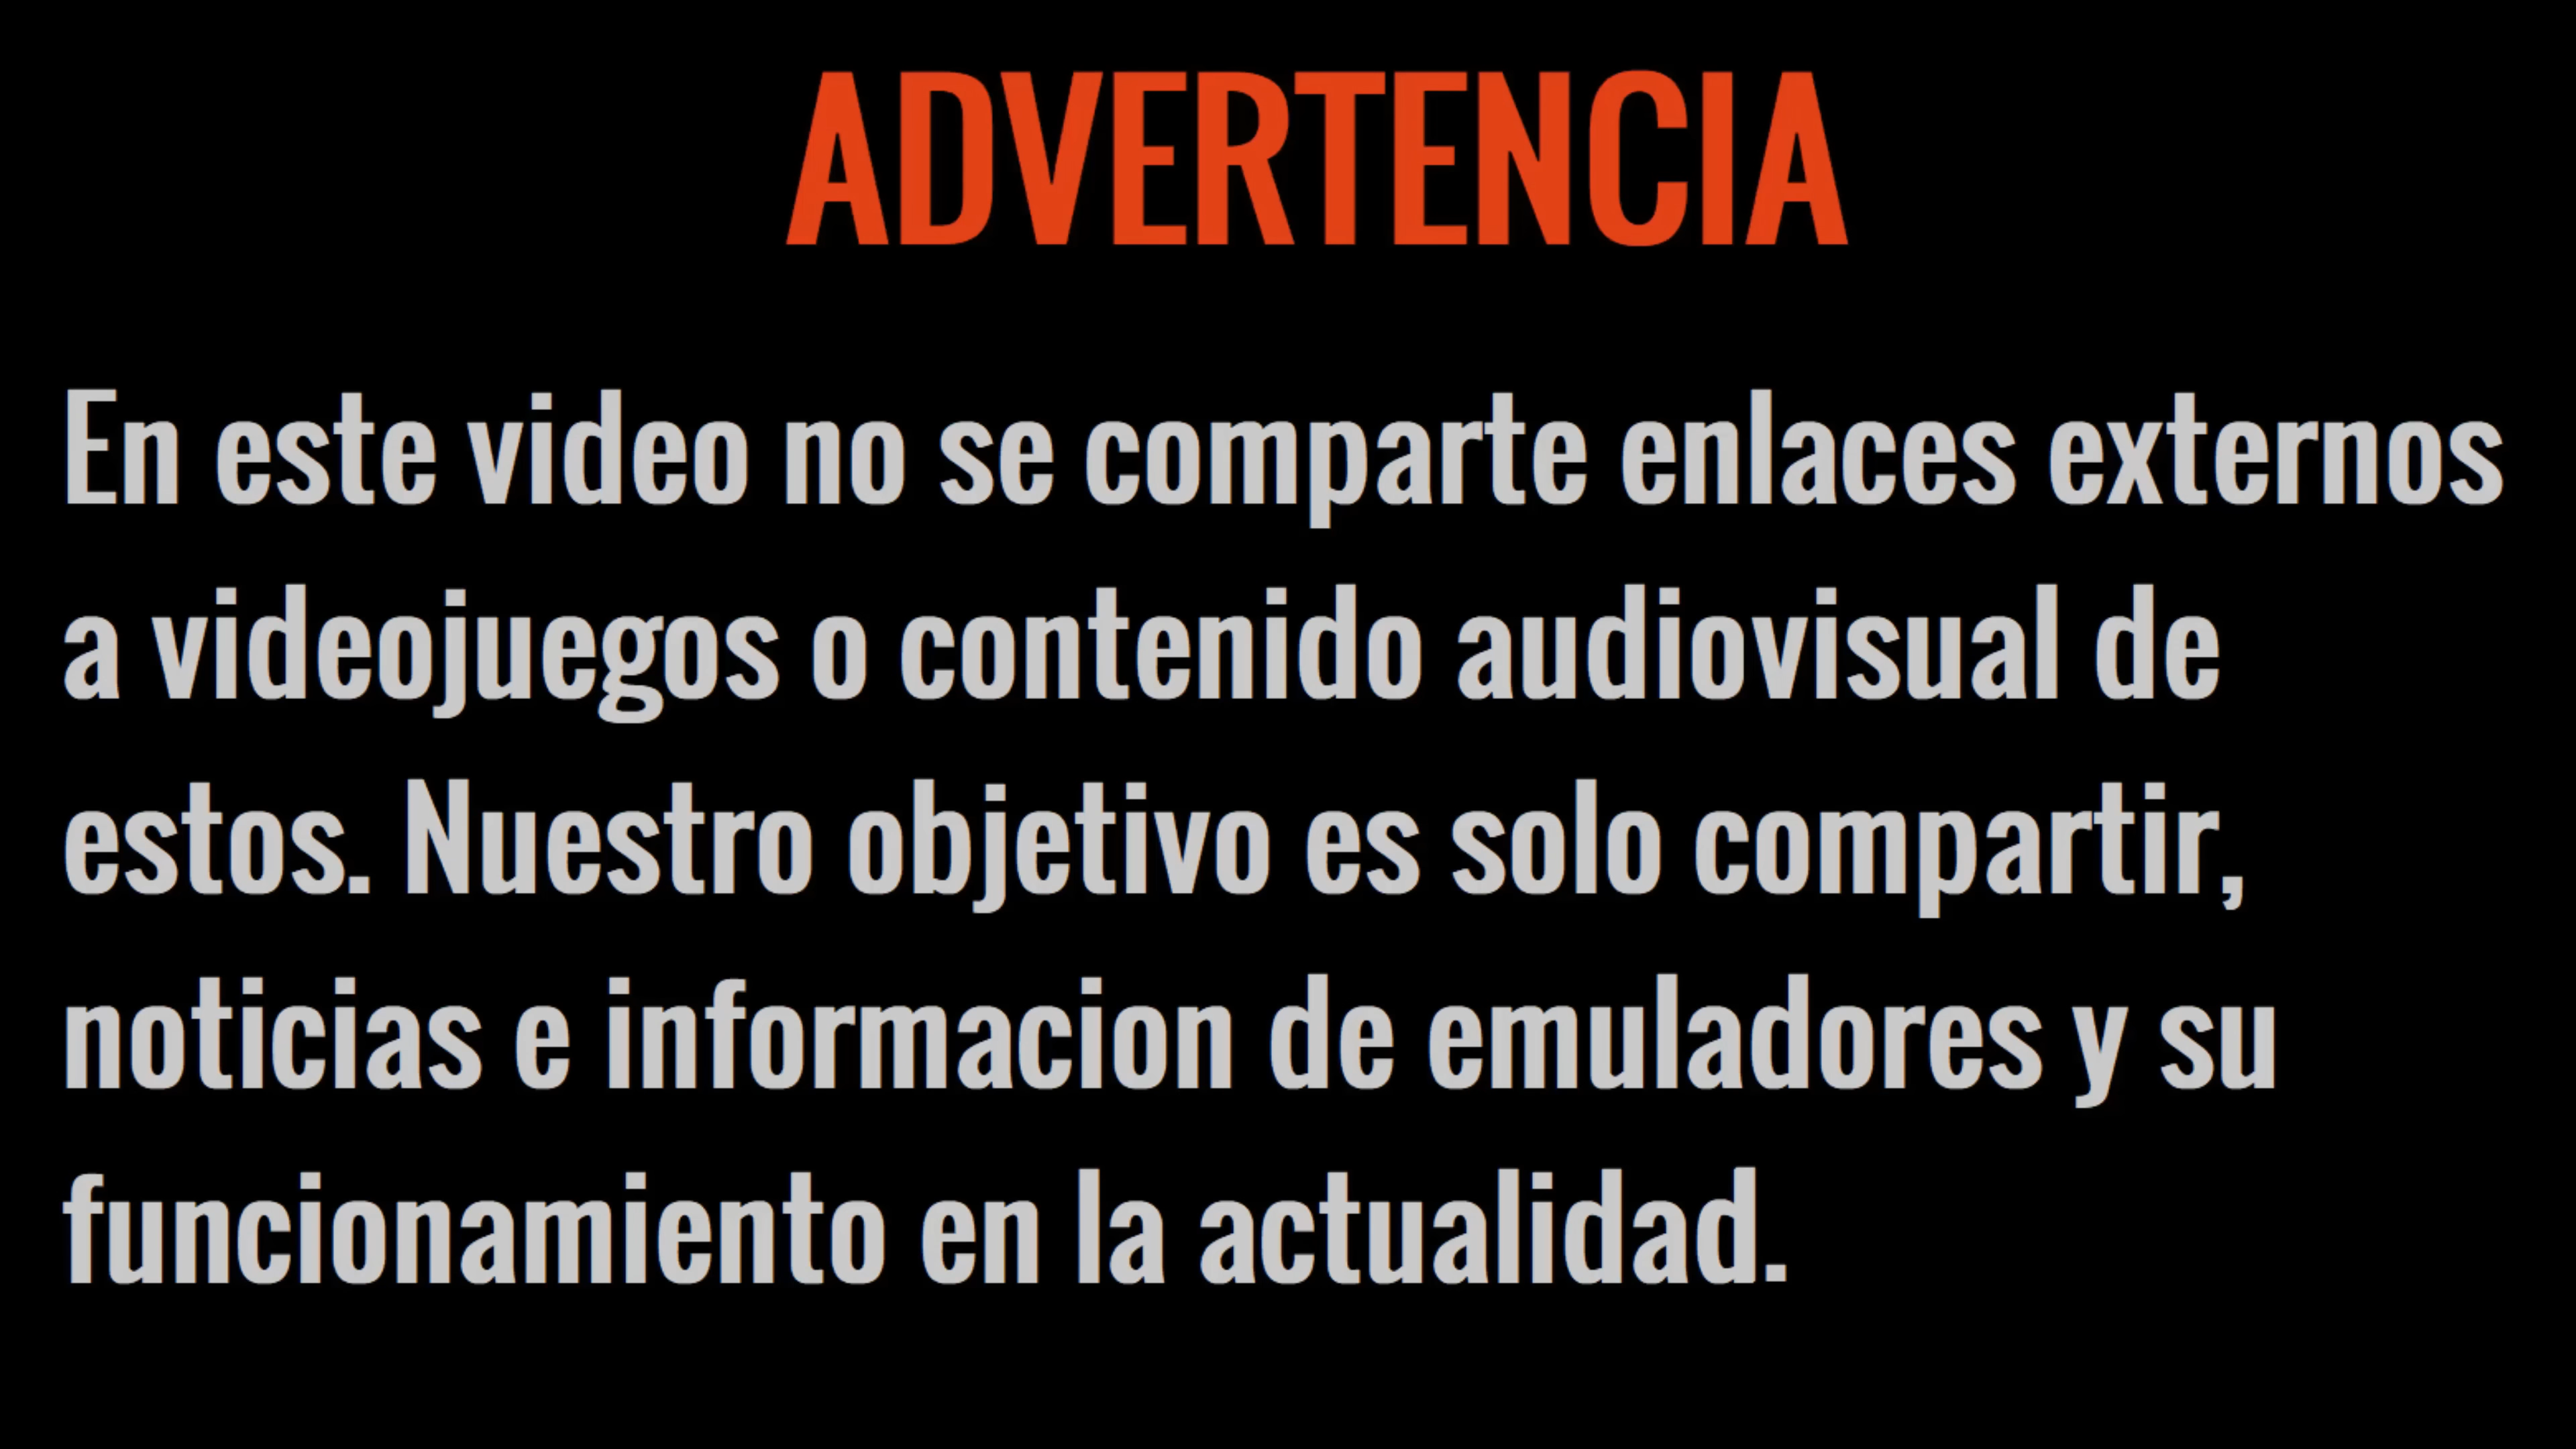 ADVERTENCIA
En este video no se comparte enlaces externos
a videojuegos o contenido audiovisual de
estos. Nuestro objetivo es solo compartir,
noticias e informacion de emuladores y su
funcionamiento en la actualidad.